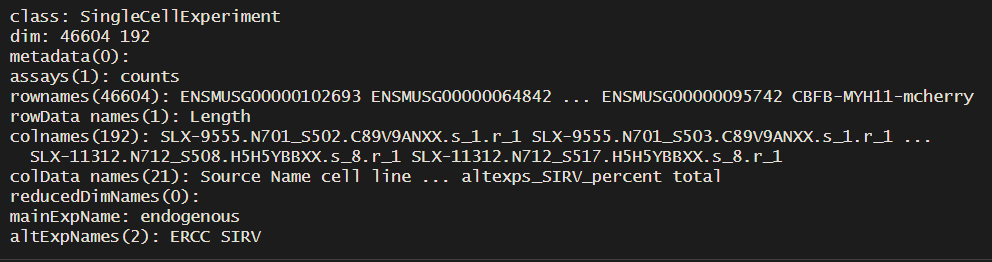 class: SingleCellExperiment
dim: 46604 192
metadata(0):
assays(1): counts
rownames(46604): ENSMUSG00000102693 ENSMUSG00000064842 ... ENSMUSG00000095742 CBFB-MYH11-mcherry
rowData names(1): Length
colnames(192): SLX-9555.N701_S502.C89V9ANXX.s_1.r_1 SLX-9555.N701_S503.C89V9ANXX.s_1.r_1 ...
  SLX-11312.N712_S508.H5H5YBBXX.s_8.r_1 SLX-11312.N712_S517.H5H5YBBXX.s_8.r_1
colData names(21): Source Name cell line ... altexps_SIRV_percent total
reducedDimNames(0):
mainExpName: endogenous
altExpNames(2): ERCC SIRV